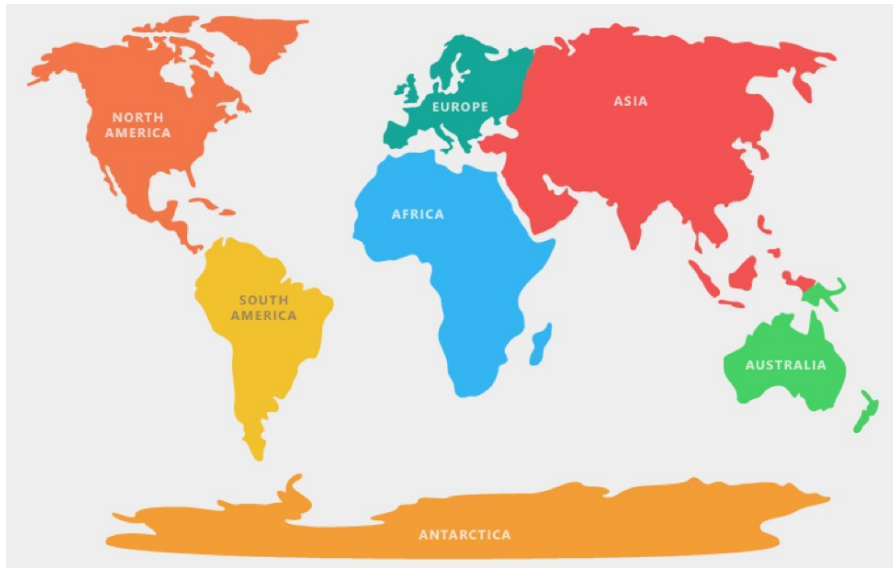 NORTH
AMERICA
EUROPE
ASIA
AFRICA
SOUTH
AMERICA
AUSTRALIA
ANTARCTICA